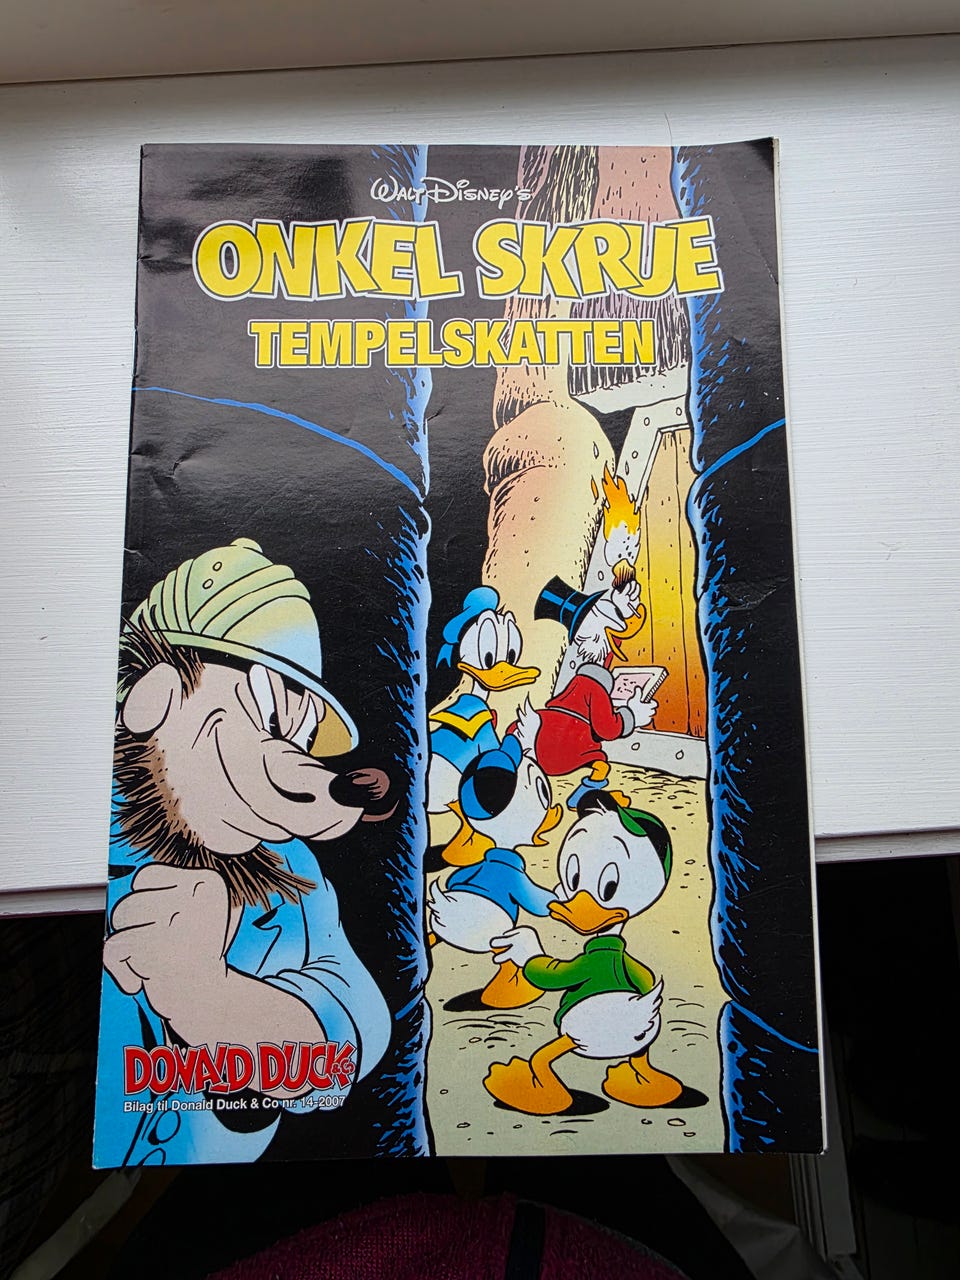 Walt Disney's
ONKEL SKRUE
TEMPELSKATTEN
DONALD DUCK & Co
Bilag til Donald Duck & Co nr. 14-2007